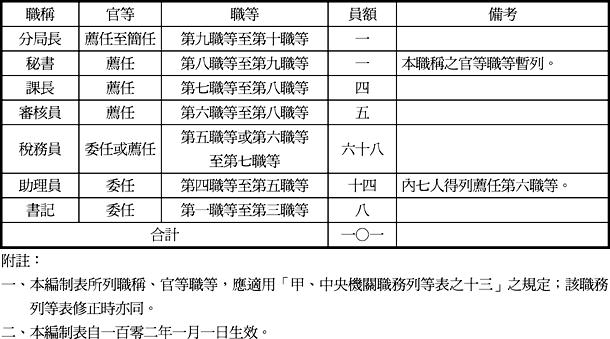 職稱 官等 職等 員額 備考
分局長 薦任至簡任 第九職等至第十職等 一
秘書 薦任 第八職等至第九職等 一 本職稱之官等職等暫列。
課長 薦任 第七職等至第八職等 四
審核員 薦任 第六職等至第八職等 五
稅務員 委任或薦任 第五職等或第六職等至第七職等 六十八
助理員 委任 第四職等至第五職等 十四 內七人得列薦任第六職等。
書記 委任 第一職等至第三職等 八
合計 一○一
附註：
一、本編制表所列職稱、官等職等，應適用「甲、中央機關職務列等表之十三」之規定；該職務
列等表修正時亦同。
二、本編制表自一百零二年一月一日生效。